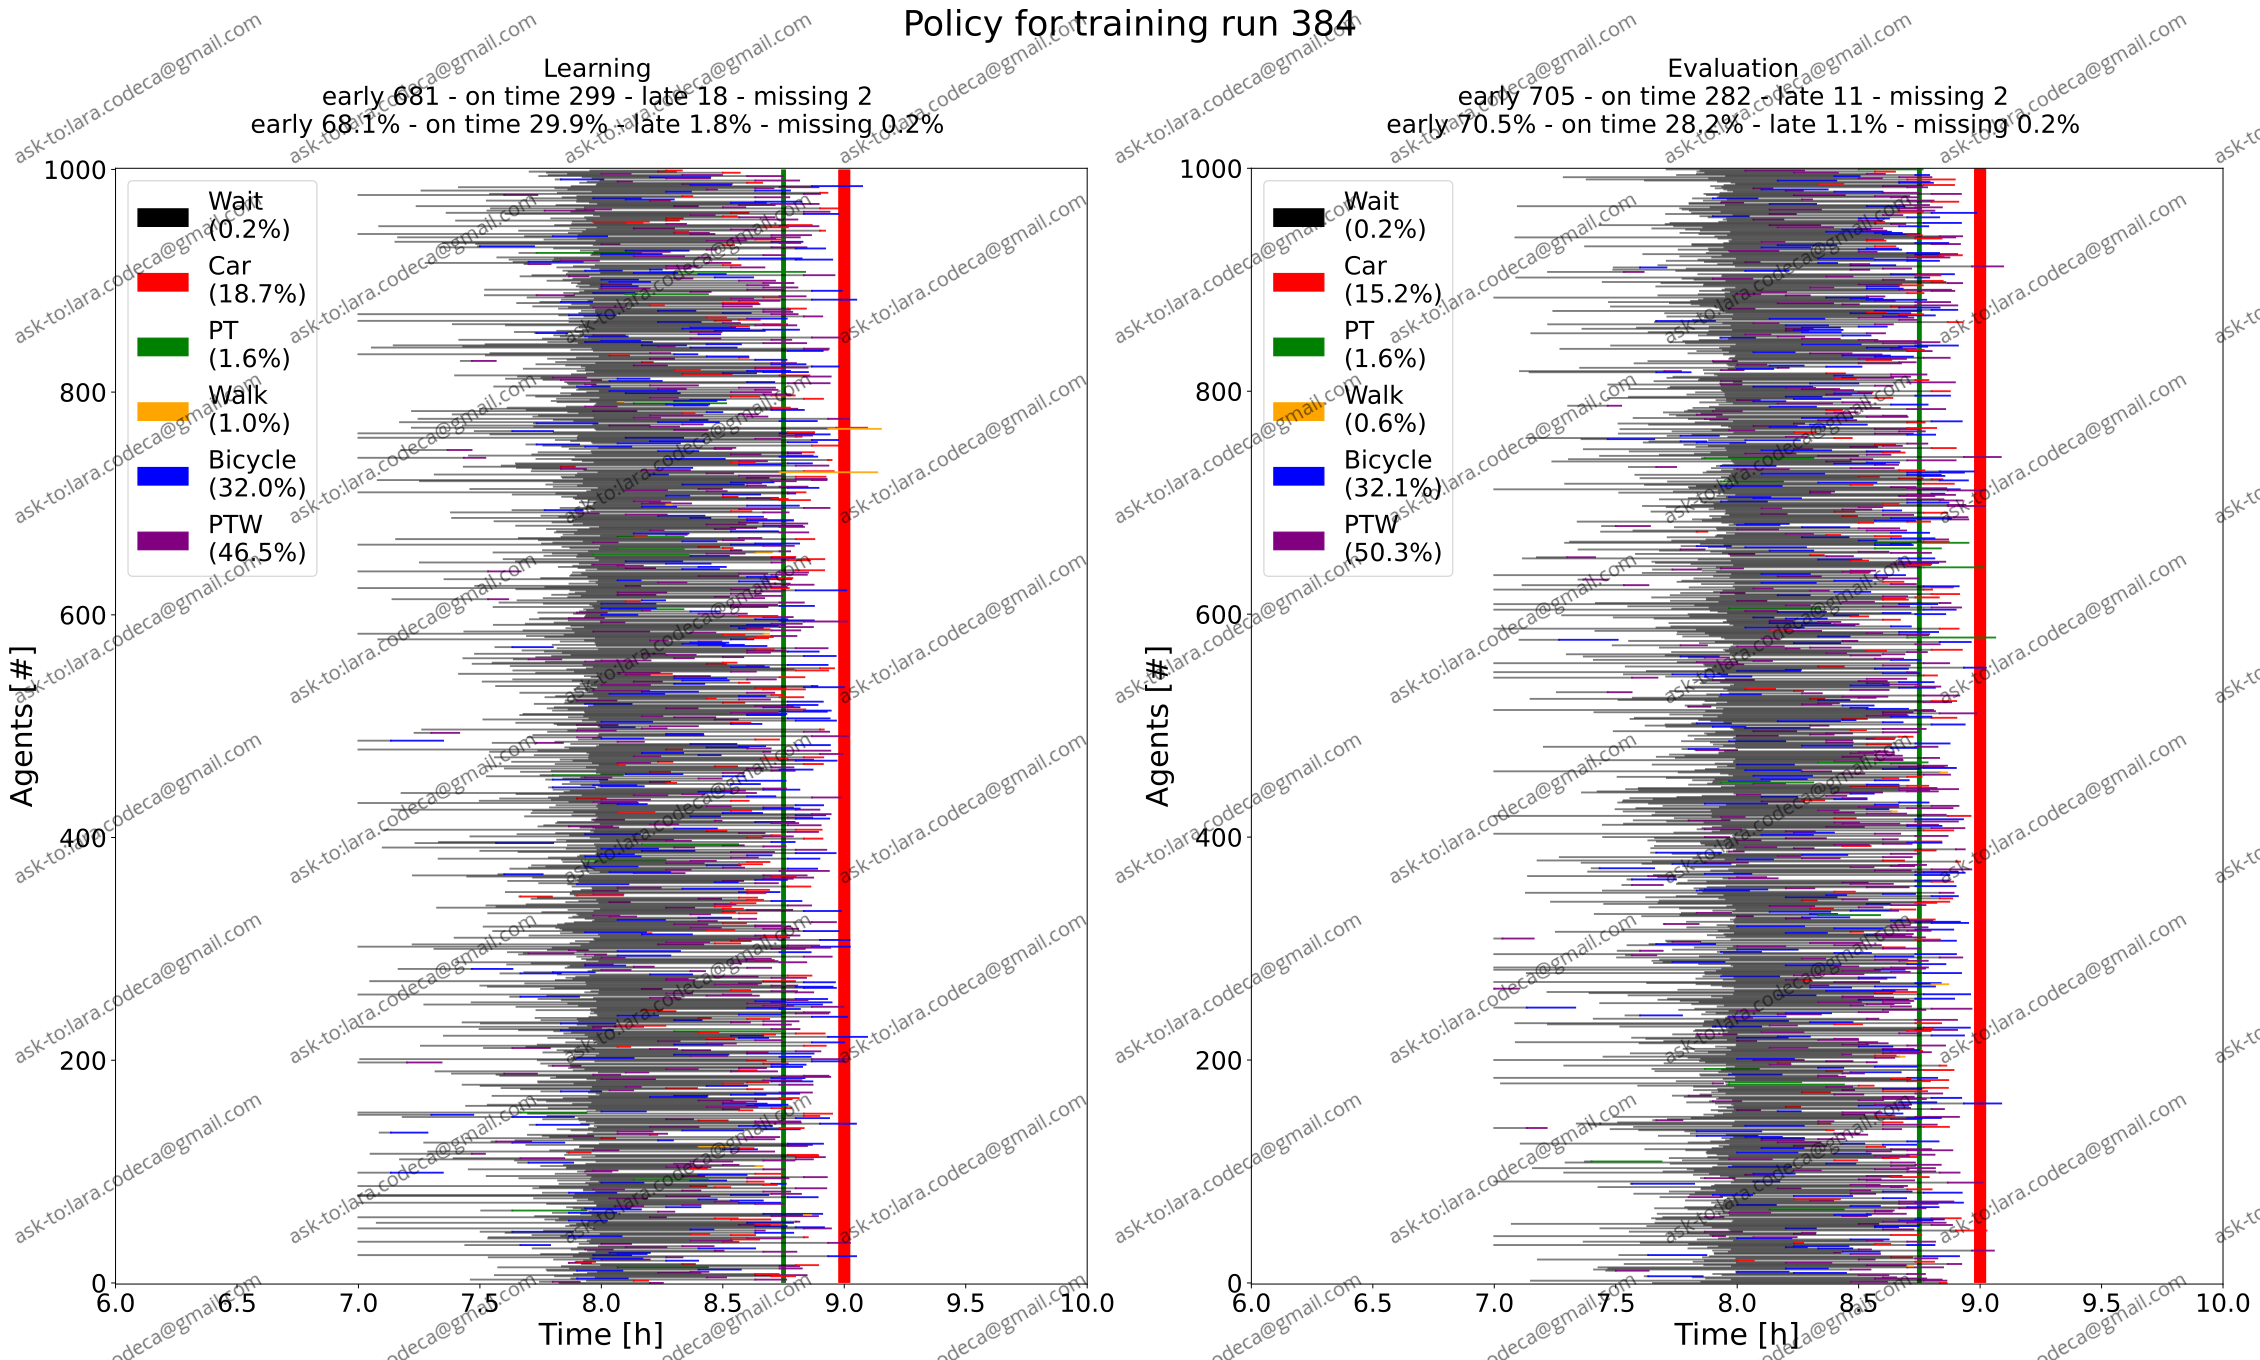 Policy for training run 384
Learning
early 681 - on time 299 - late 18 - missing 2
early 68.1% - on time 29.9% - late 1.8% - missing 0.2%
1000
800
600
400
200
0
Agents [#]
Wait
(0.2%)
Car
(18.7%)
PT
(1.6%)
Walk
(1.0%)
Bicycle
(32.0%)
PTW
(46.5%)
6.0 6.5 7.0 7.5 8.0 8.5 9.0 9.5 10.0
Time [h]
Evaluation
early 705 - on time 282 - late 11 - missing 2
early 70.5% - on time 28.2% - late 1.1% - missing 0.2%
1000
800
600
400
200
0
Agents [#]
Wait
(0.2%)
Car
(15.2%)
PT
(1.6%)
Walk
(0.6%)
Bicycle
(32.1%)
PTW
(50.3%)
6.0 6.5 7.0 7.5 8.0 8.5 9.0 9.5 10.0
Time [h]
ask-to:lara.codeca@gmail.com